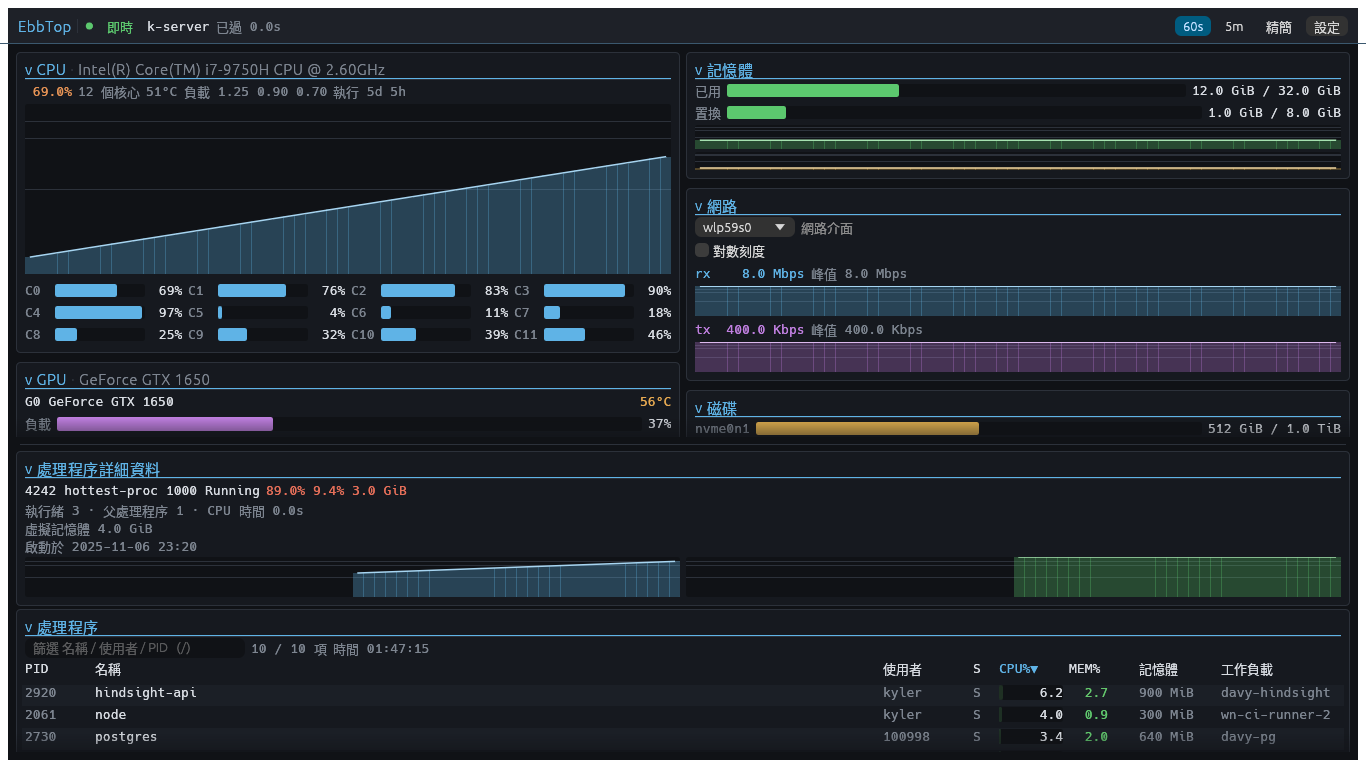 EbbTop ● 即時 k-server 已過 0.0s 60s 5m 精簡 設定
v CPU · Intel(R) Core(TM) i7-9750H CPU @ 2.60GHz
69.0% 12 個核心 51°C 負載 1.25 0.90 0.70 執行 5d 5h
C0 69% C1 76% C2 83% C3 90%
C4 97% C5 4% C6 11% C7 18%
C8 25% C9 32% C10 39% C11 46%
v GPU · GeForce GTX 1650
G0 GeForce GTX 1650 56°C
負載 37%
v 記憶體
已用 12.0 GiB / 32.0 GiB
置換 1.0 GiB / 8.0 GiB
v 網路
wlp59s0 網路介面
對數刻度
rx 8.0 Mbps 峰值 8.0 Mbps
tx 400.0 Kbps 峰值 400.0 Kbps
v 磁碟
nvme0n1 512 GiB / 1.0 TiB
v 處理程序詳細資料
4242 hottest-proc 1000 Running 89.0% 9.4% 3.0 GiB
執行緒 3 · 父處理程序 1 · CPU 時間 0.0s
虛擬記憶體 4.0 GiB
啟動於 2025-11-06 23:20
v 處理程序
篩選 名稱 / 使用者 / PID （/） 10 / 10 項 時間 01:47:15
PID 名稱 使用者 S CPU%▼ MEM% 記憶體 工作負載
2920 hindsight-api kyler S 6.2 2.7 900 MiB davy-hindsight
2061 node kyler S 4.0 0.9 300 MiB wn-ci-runner-2
2730 postgres 100998 S 3.4 2.0 640 MiB davy-pg